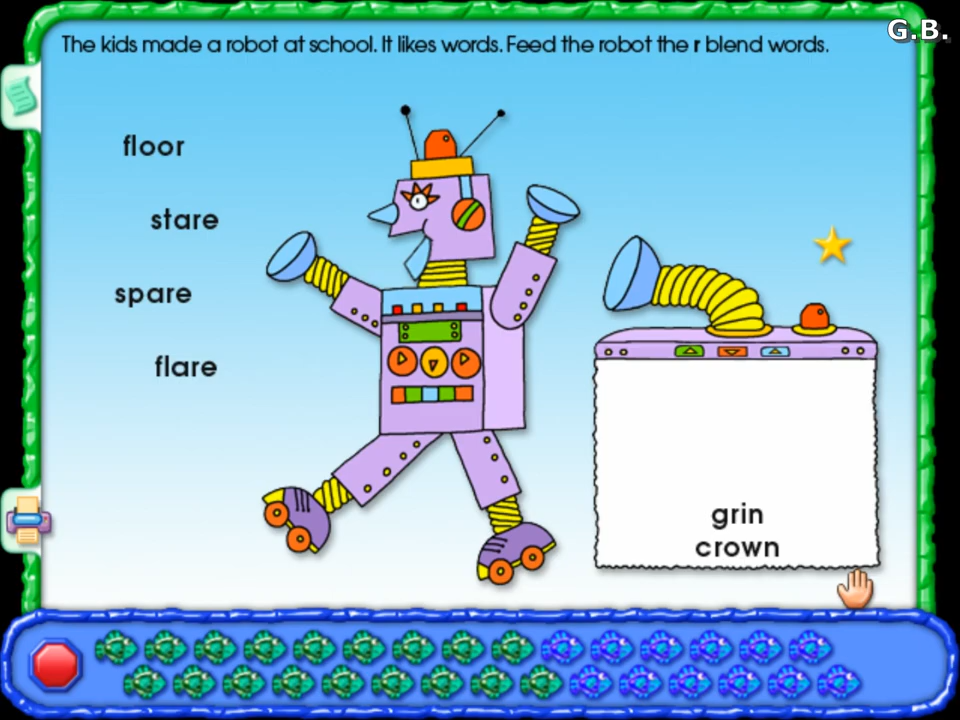 The kids made a robot at school. It likes words. Feed the robot the r blend words.
G.B.
floor
stare
spare
flare
grin
crown